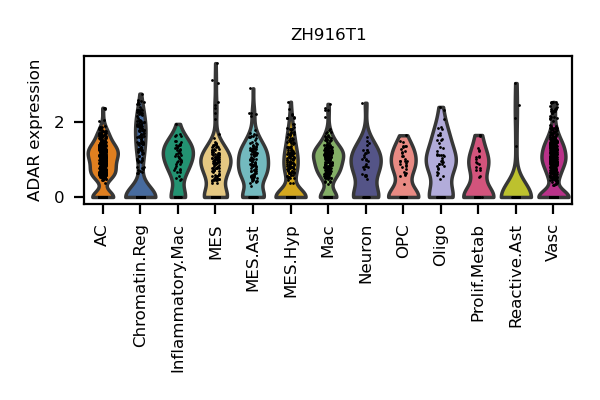 ZH916T1
ADAR expression
2
0
AC
Chromatin.Reg
Inflammatory.Mac
MES
MES.Ast
MES.Hyp
Mac
Neuron
OPC
Oligo
Prolif.Metab
Reactive.Ast
Vasc